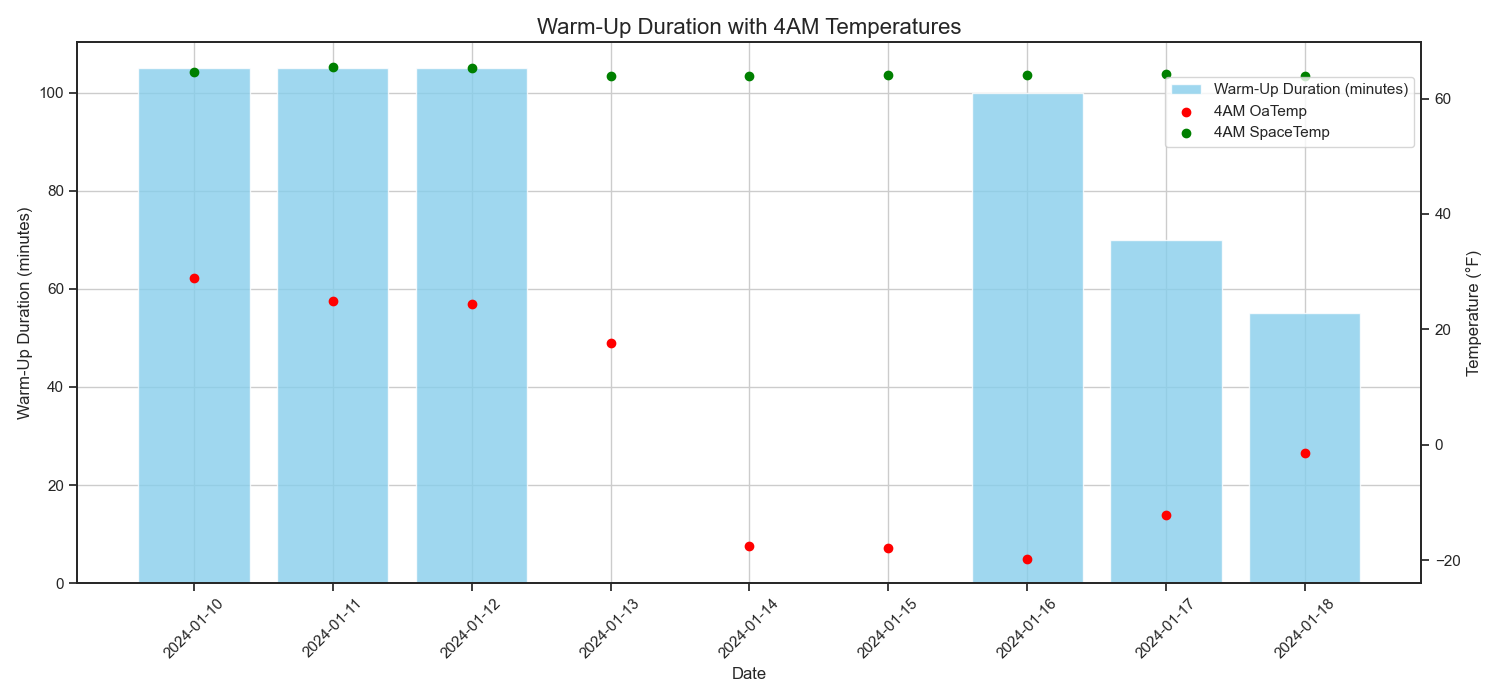 Warm-Up Duration with 4AM Temperatures
Warm-Up Duration (minutes)
100
80
60
40
20
0
Warm-Up Duration (minutes)
4AM OaTemp
4AM SpaceTemp
60
40
20
0
−20
Temperature (°F)
2024-01-10
2024-01-11
2024-01-12
2024-01-13
2024-01-14
2024-01-15
2024-01-16
2024-01-17
2024-01-18
Date